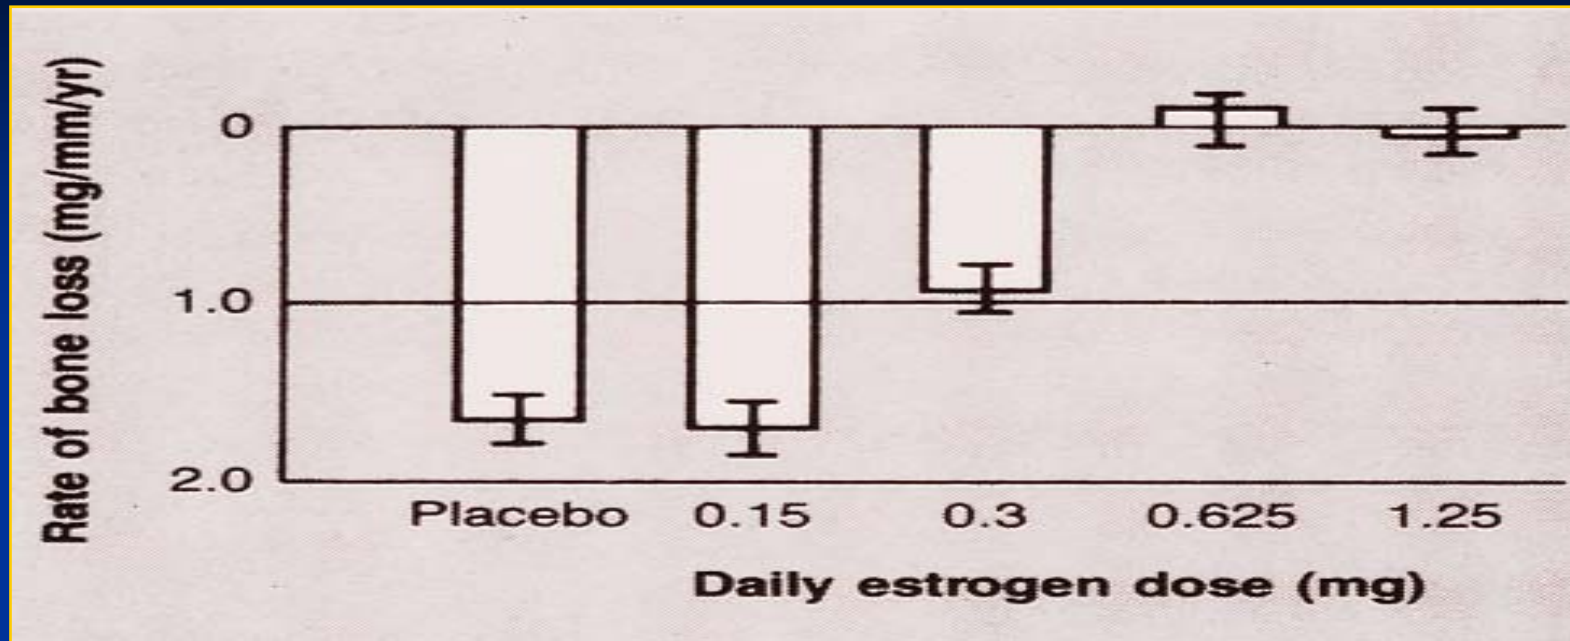 Rate of bone loss (mg/mm/yr)
0
1.0
2.0
Placebo 0.15 0.3 0.625 1.25
Daily estrogen dose (mg)